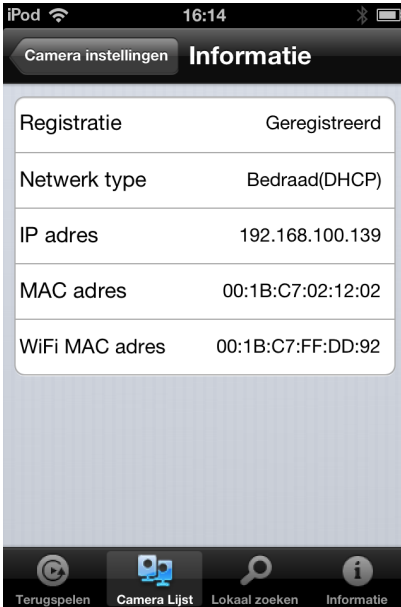 iPod 16:14
Camera instellingen Informatie
Registratie Geregistreerd
Netwerk type Bedraad(DHCP)
IP adres 192.168.100.139
MAC adres 00:1B:C7:02:12:02
WiFi MAC adres 00:1B:C7:FF:DD:92
Terugspelen Camera Lijst Lokaal zoeken Informatie